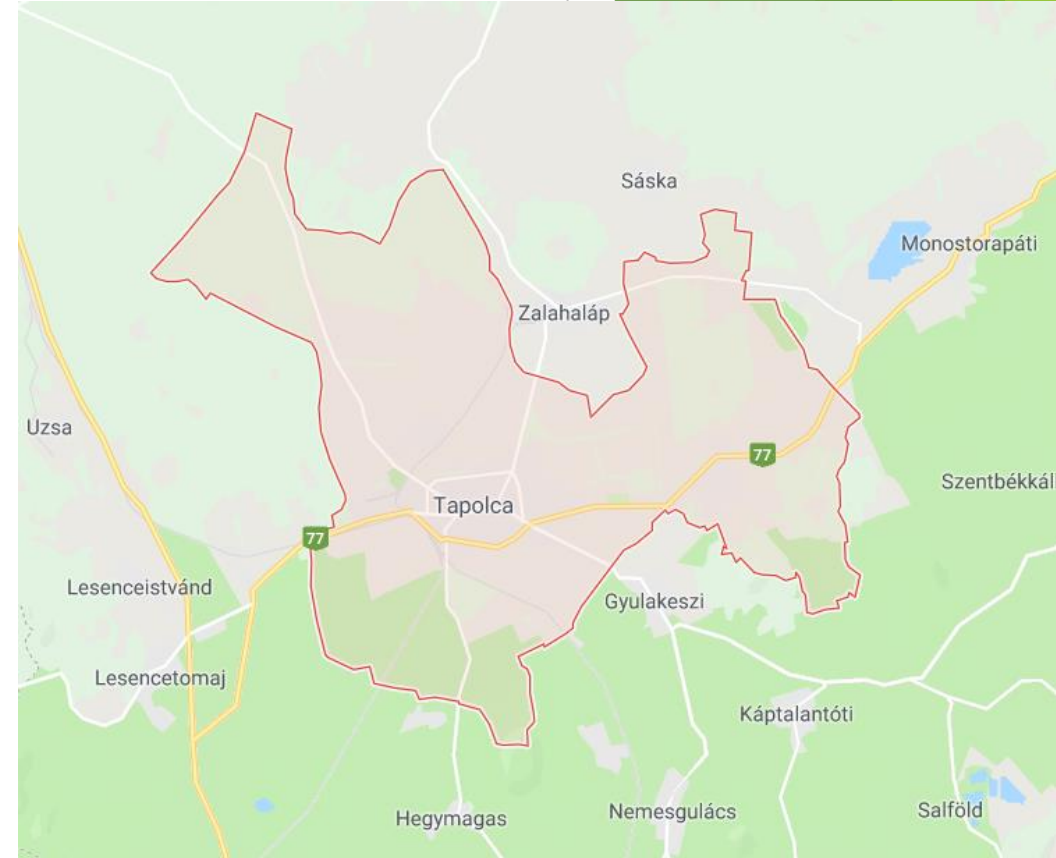 Sáska
Monostorapáti
Zalahaláp
Uzsa
77
Szentbékkál
Tapolca
77
Lesenceistvánd
Gyulakeszi
Lesencetomaj
Káptalantóti
Hegymagas
Nemesgulács
Salföld